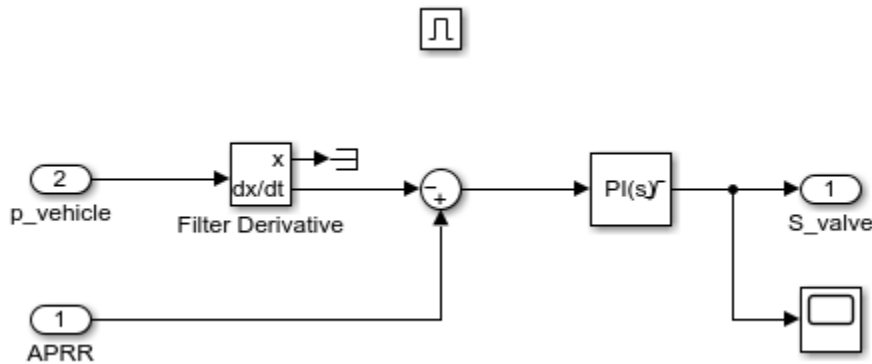 x
2
dx/dt
PI(s)
1
p_vehicle
Filter Derivative
S_valve
1
APRR